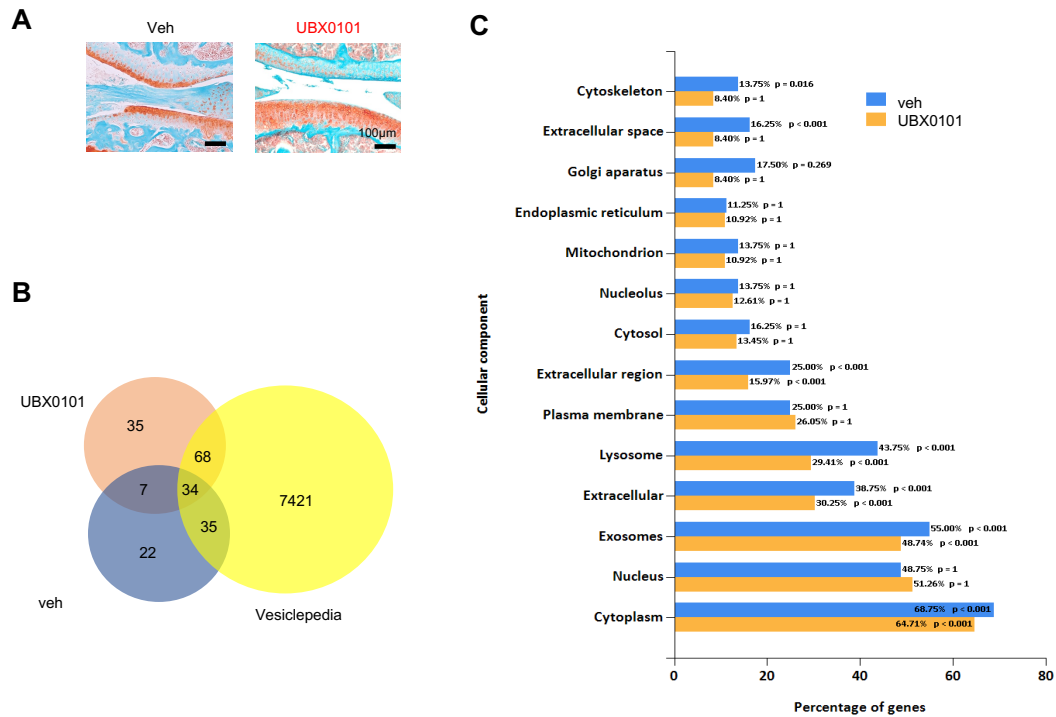 A
Veh
UBX0101
100µm
B
UBX0101
35
68
7
34
7421
35
22
veh
Vesiclepedia
C
veh
UBX0101
Cellular component
Cytoskeleton
13.75% p = 0.016
8.40% p = 1
Extracellular space
16.25% p < 0.001
8.40% p = 1
Golgi aparatus
17.50% p = 0.269
8.40% p = 1
Endoplasmic reticulum
11.25% p = 1
10.92% p = 1
Mitochondrion
13.75% p = 1
10.92% p = 1
Nucleolus
13.75% p = 1
12.61% p = 1
Cytosol
16.25% p = 1
13.45% p = 1
Extracellular region
25.00% p < 0.001
15.97% p < 0.001
Plasma membrane
25.00% p = 1
26.05% p = 1
Lysosome
43.75% p < 0.001
29.41% p < 0.001
Extracellular
38.75% p < 0.001
30.25% p < 0.001
Exosomes
55.00% p < 0.001
48.74% p < 0.001
Nucleus
48.75% p = 1
51.26% p = 1
Cytoplasm
68.75% p < 0.001
64.71% p < 0.001
0 20 40 60 80
Percentage of genes